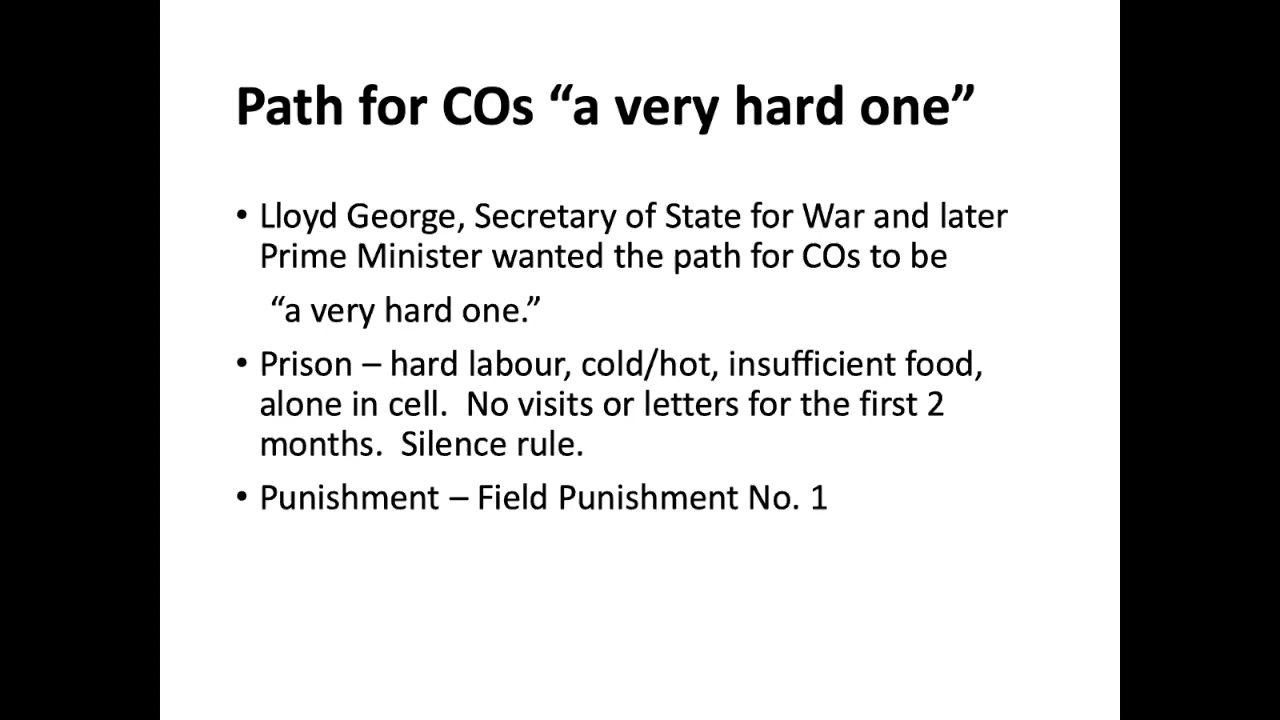 Path for COs “a very hard one”
• Lloyd George, Secretary of State for War and later
Prime Minister wanted the path for COs to be
“a very hard one.”
• Prison – hard labour, cold/hot, insufficient food,
alone in cell.  No visits or letters for the first 2
months.  Silence rule.
• Punishment – Field Punishment No. 1